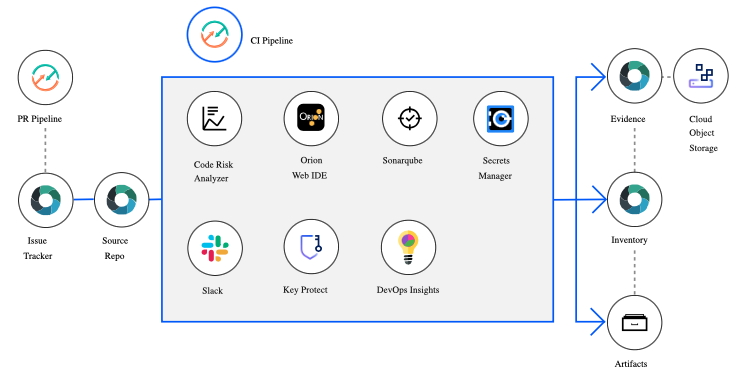 CI Pipeline
PR Pipeline
Evidence
Cloud
Object
Storage
ORION
Code Risk
Analyzer
Orion
Web IDE
Sonarqube
Secrets
Manager
Issue
Tracker
Source
Repo
Inventory
Slack
Key Protect
DevOps Insights
Artifacts